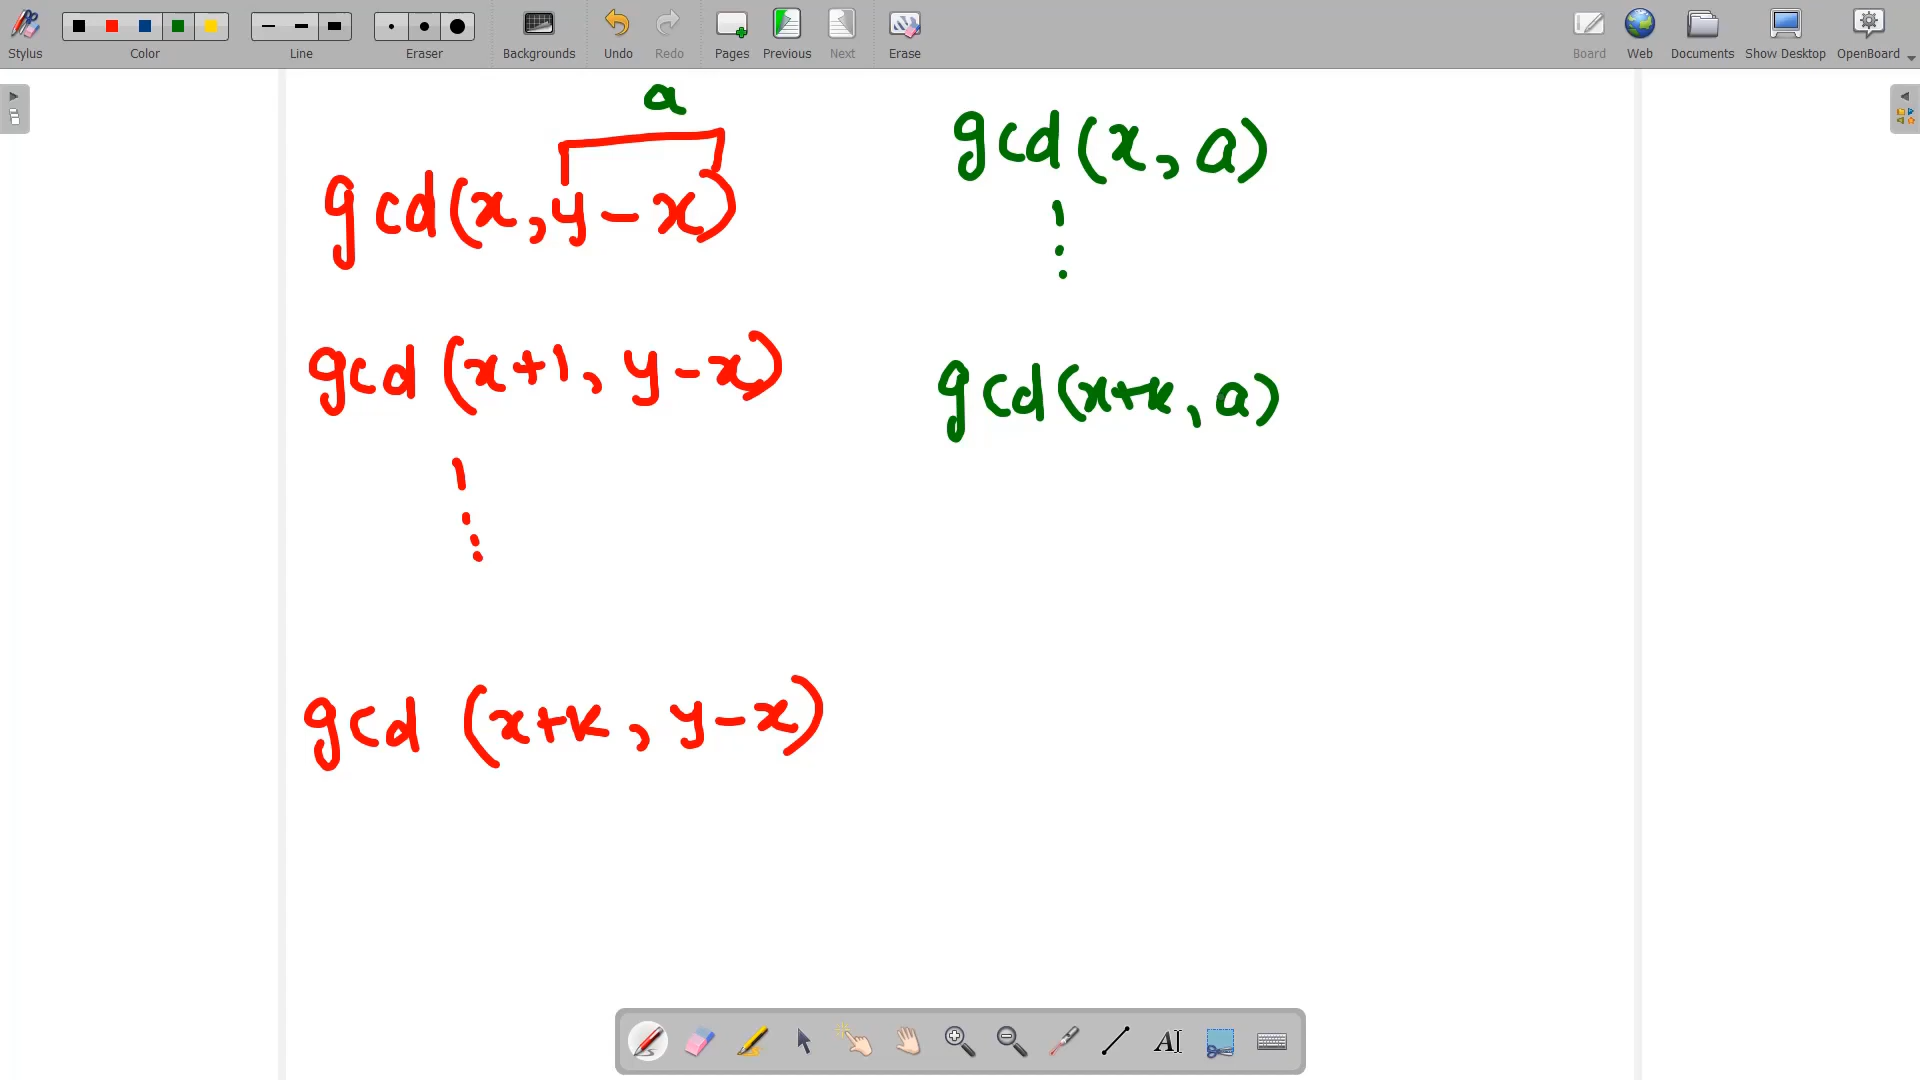 Stylus Color Line Eraser Backgrounds Undo Redo Pages Previous Next Erase Board Web Documents Show Desktop OpenBoard
a
gcd(x, y-x)
gcd (x+1, y-x)
gcd (x+k, y-x)
gcd(x, a)
gcd(x+k, a)